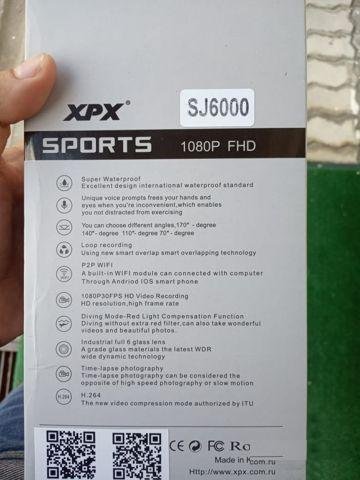 XPX®
SJ6000
SPORTS 1080P FHD
Super Waterproof
Excellent design international waterproof standard
Unique voice prompts frees your hands and
eyes when you're inconvenient,which enables
you not distracted from exercising
You can choose different angles,170° - degree
140°- degree 110°- degree 70° - degree
Loop recording
Using new smart overlap smart overlapping technology
P2P WIFI
A built-in WIFI module can connected with computer
Through Andriod IOS smart phone
1080P30FPS HD Video Recording
HD resolution,high frame rate
Diving Mode-Red Light Compensation Function
Diving without extra red filter,can also take wonderful
videos and beautiful photos.
Industrial full 6 glass lens
A grade glass materials the latest WDR
wide dynamic technology
Time-lapse photography
Time-lapse photography can be considered the
opposite of high speed photography or slow motion
H.264
H.264
The new video compression mode authorized by ITU
CE FC Ro
Made in K
Http://www.xpx.com.ru